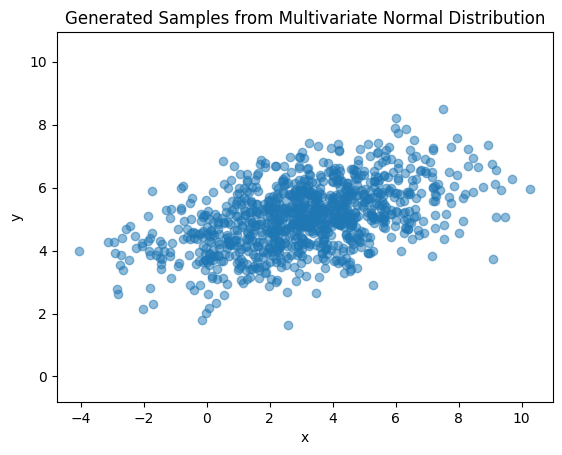 Generated Samples from Multivariate Normal Distribution
10
8
6
4
2
0
y
−4 −2 0 2 4 6 8 10
x